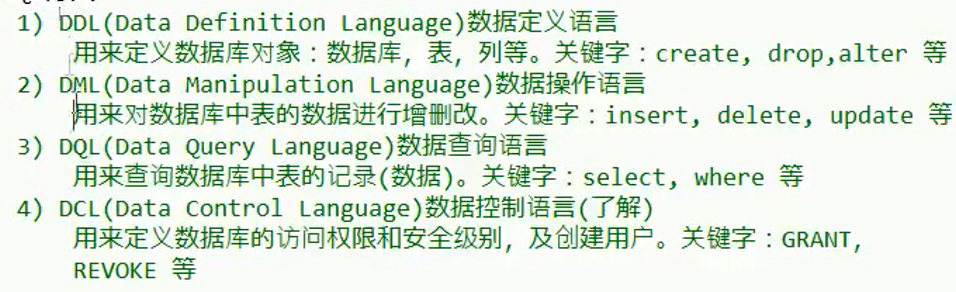 1) DDL(Data Definition Language)数据定义语言
用来定义数据库对象：数据库，表，列等。关键字：create, drop,alter 等
2) DML(Data Manipulation Language)数据操作语言
用来对数据库中表的数据进行增删改。关键字：insert, delete, update 等
3) DQL(Data Query Language)数据查询语言
用来查询数据库中表的记录(数据)。关键字：select, where 等
4) DCL(Data Control Language)数据控制语言(了解)
用来定义数据库的访问权限和安全级别，及创建用户。关键字：GRANT，
REVOKE 等